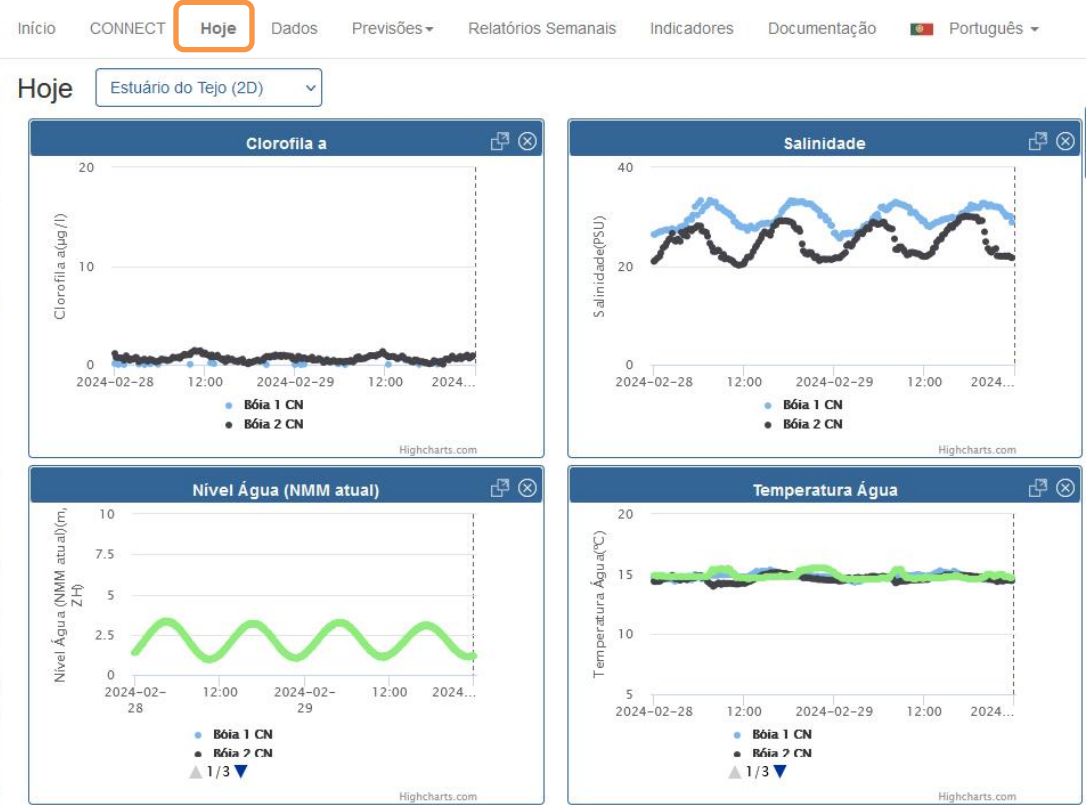 Início CONNECT Hoje Dados Previsões Relatórios Semanais Indicadores Documentação Português
Hoje Estuário do Tejo (2D)
Clorofila a
20
10
0
Clorofila a(µg/l)
2024-02-28 12:00 2024-02-29 12:00 2024...
Bóia 1 CN
Bóia 2 CN
Highcharts.com
Salinidade
40
20
0
Salinidade(PSU)
2024-02-28 12:00 2024-02-29 12:00 2024...
Bóia 1 CN
Bóia 2 CN
Highcharts.com
Nível Água (NMM atual)
10
7.5
5
2.5
0
Nível Água (NMM atual)(m,
ZH)
2024-02- 12:00 2024-02- 12:00 2024...
28 29
Bóia 1 CN
Bóia 2 CN
1/3
Highcharts.com
Temperatura Água
20
15
10
5
Temperatura Água(ºC)
2024-02-28 12:00 2024-02-29 12:00 2024...
Bóia 1 CN
Bóia 2 CN
1/3
Highcharts.com